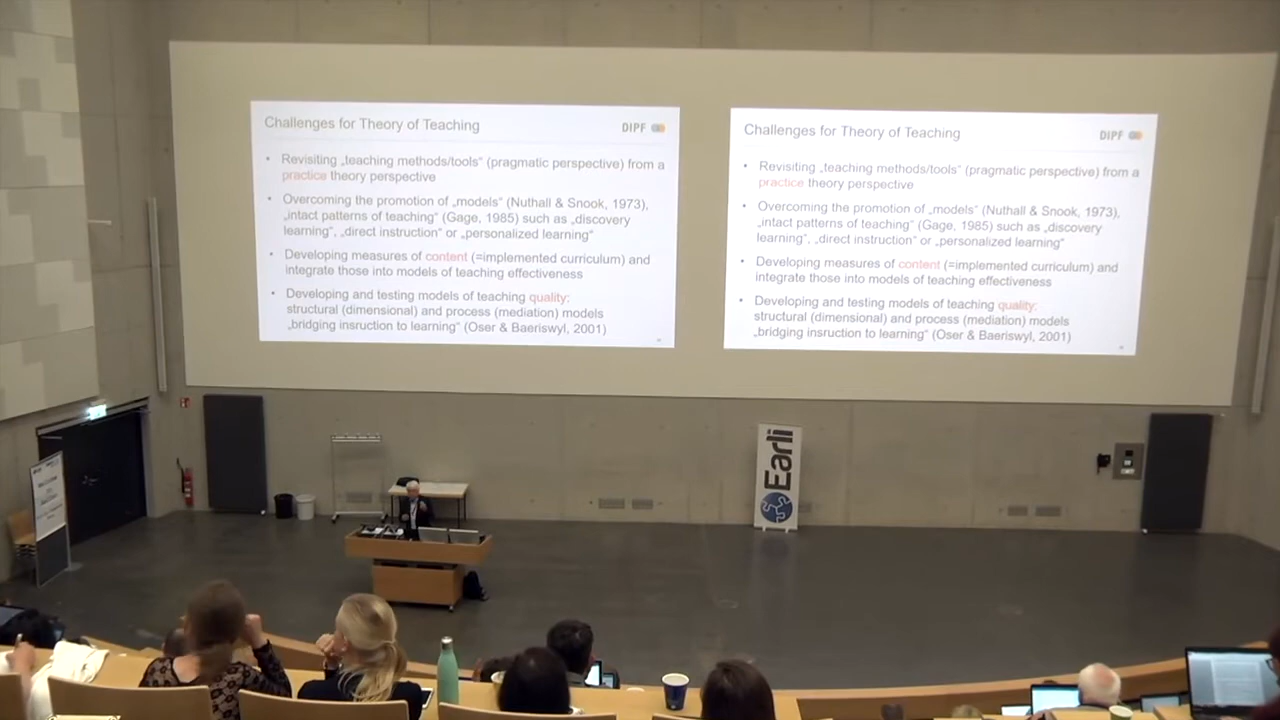 Challenges for Theory of Teaching
DIPF
• Revisiting „teaching methods/tools“ (pragmatic perspective) from a
practice theory perspective
• Overcoming the promotion of „models“ (Nuthall & Snook, 1973),
„intact patterns of teaching“ (Gage, 1985) such as „discovery
learning“, „direct instruction“ or „personalized learning“
• Developing measures of content (=implemented curriculum) and
integrate those into models of teaching effectiveness
• Developing and testing models of teaching quality:
structural (dimensional) and process (mediation) models
„bridging insruction to learning“ (Oser & Baeriswyl, 2001)
Challenges for Theory of Teaching
DIPF
• Revisiting „teaching methods/tools“ (pragmatic perspective) from a
practice theory perspective
• Overcoming the promotion of „models“ (Nuthall & Snook, 1973),
„intact patterns of teaching“ (Gage, 1985) such as „discovery
learning“, „direct instruction“ or „personalized learning“
• Developing measures of content (=implemented curriculum) and
integrate those into models of teaching effectiveness
• Developing and testing models of teaching quality:
structural (dimensional) and process (mediation) models
„bridging insruction to learning“ (Oser & Baeriswyl, 2001)
Earli